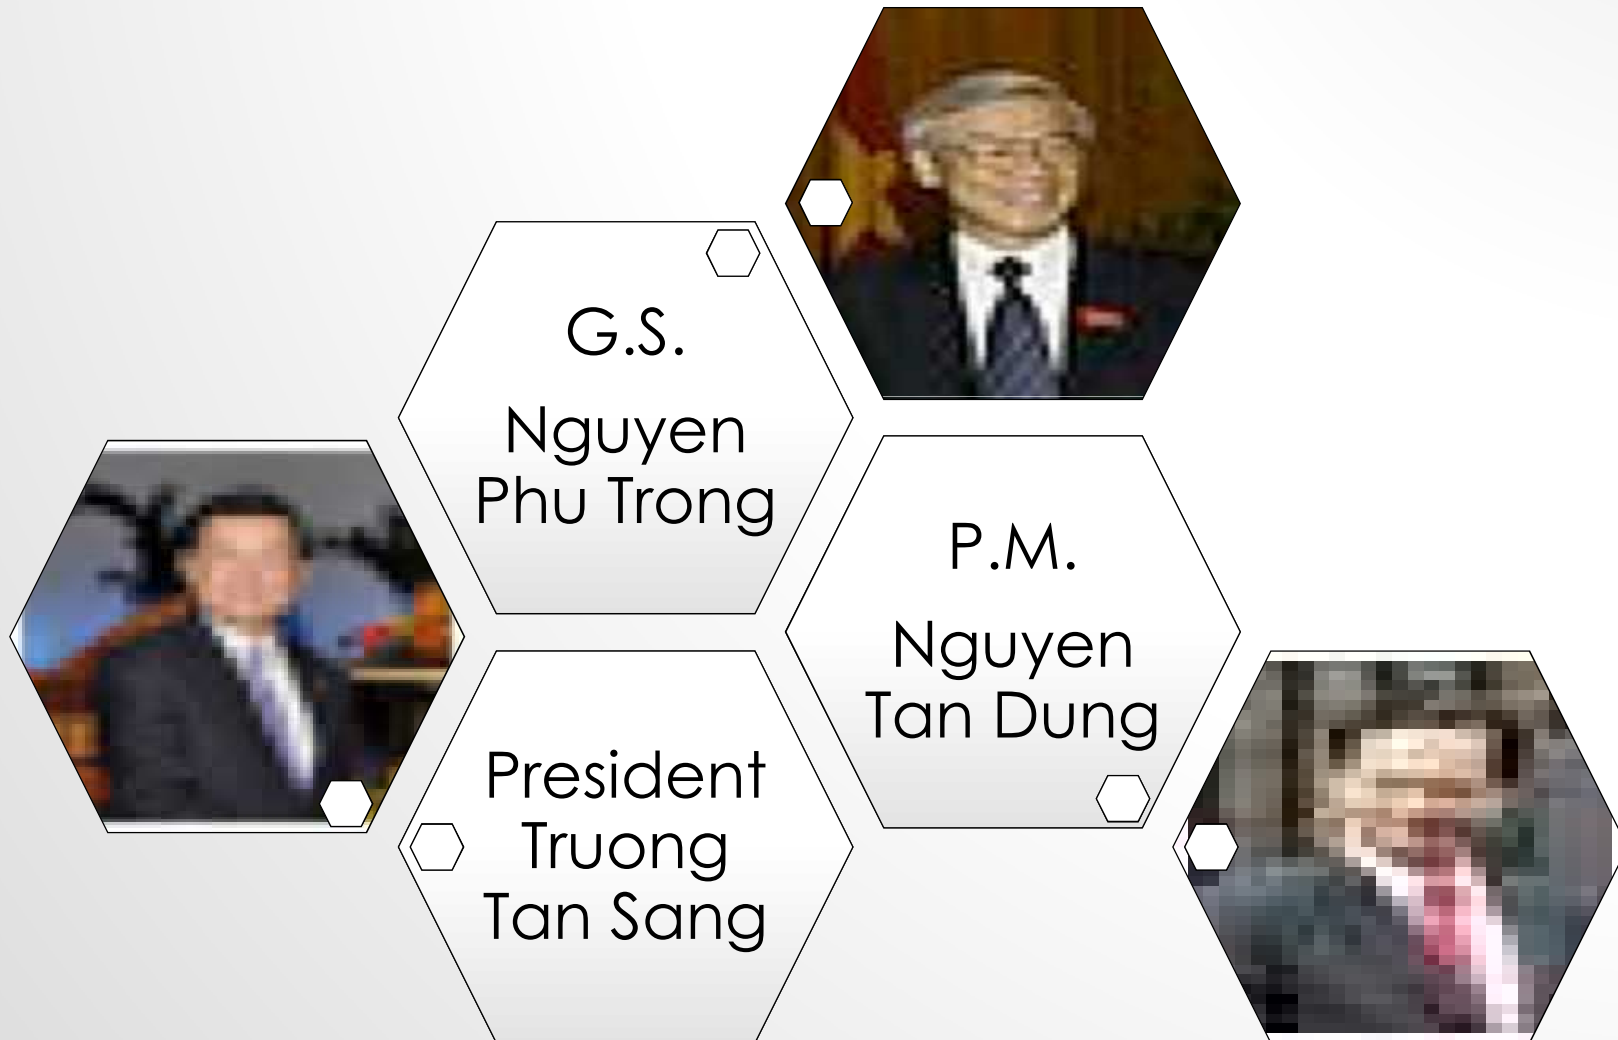 G.S.
Nguyen
Phu Trong
P.M.
Nguyen
Tan Dung
President
Truong
Tan Sang